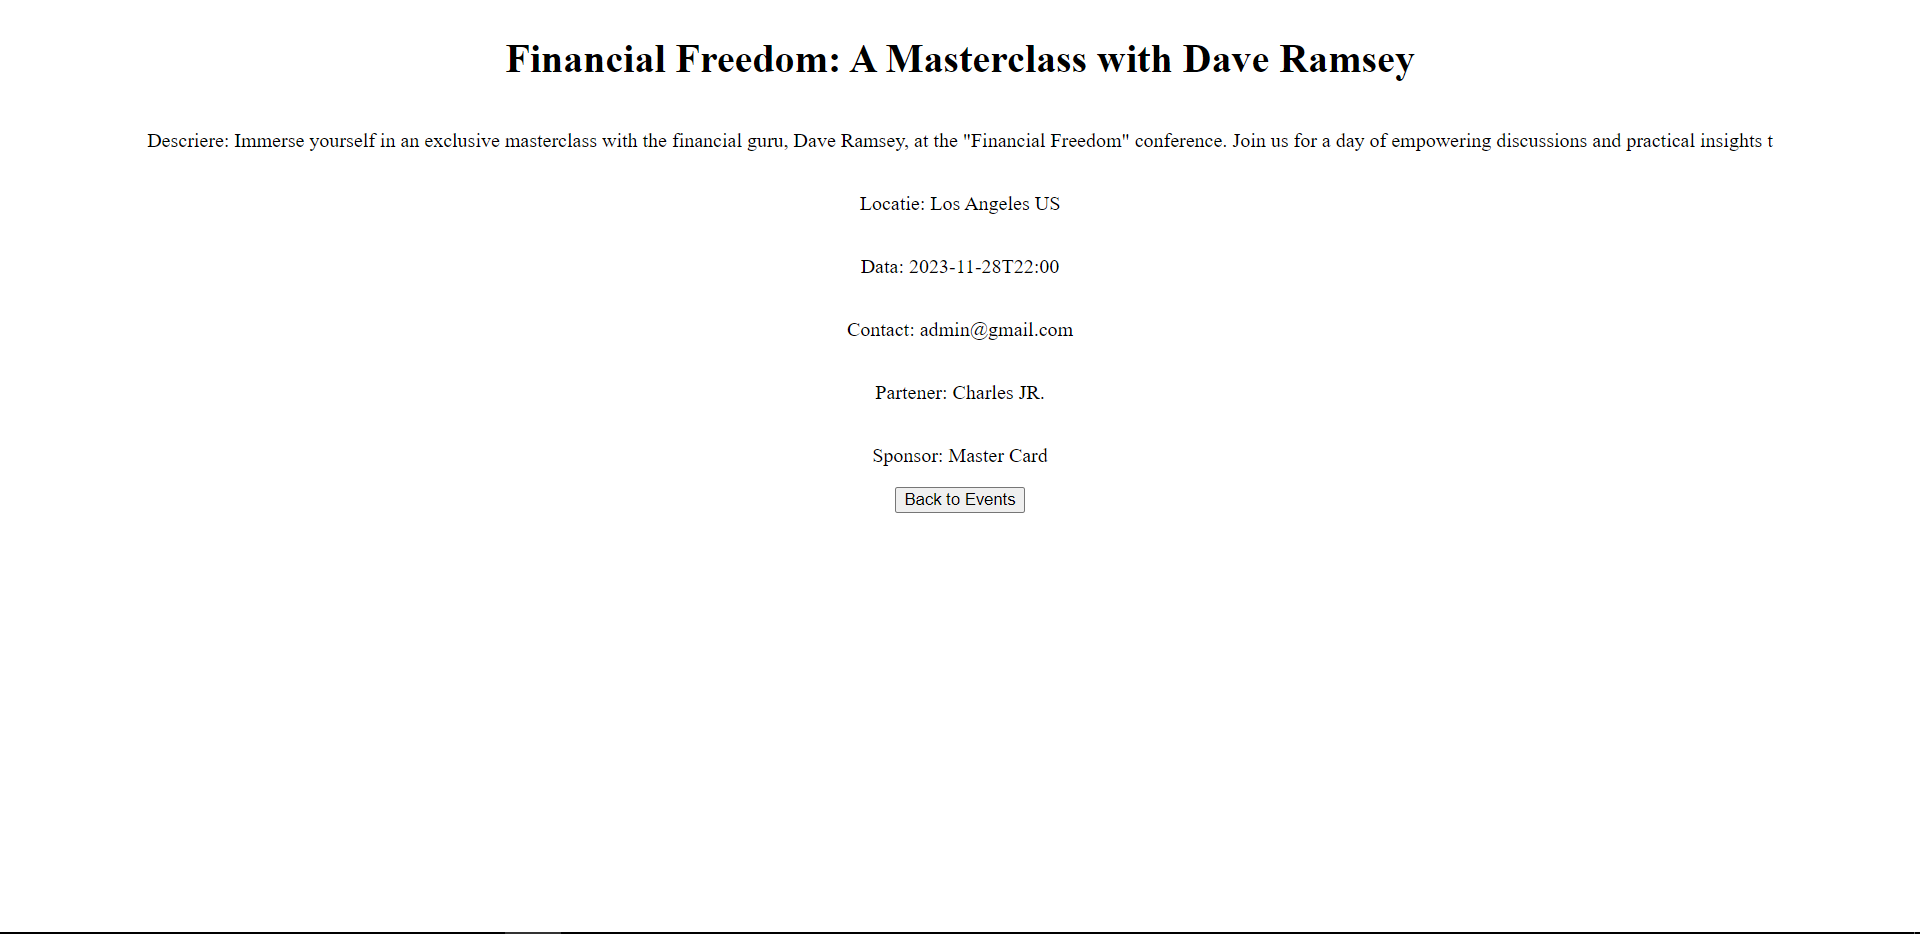 Financial Freedom: A Masterclass with Dave Ramsey
Descriere: Immerse yourself in an exclusive masterclass with the financial guru, Dave Ramsey, at the "Financial Freedom" conference. Join us for a day of empowering discussions and practical insights t
Locatie: Los Angeles US
Data: 2023-11-28T22:00
Contact: admin@gmail.com
Partener: Charles JR.
Sponsor: Master Card
Back to Events